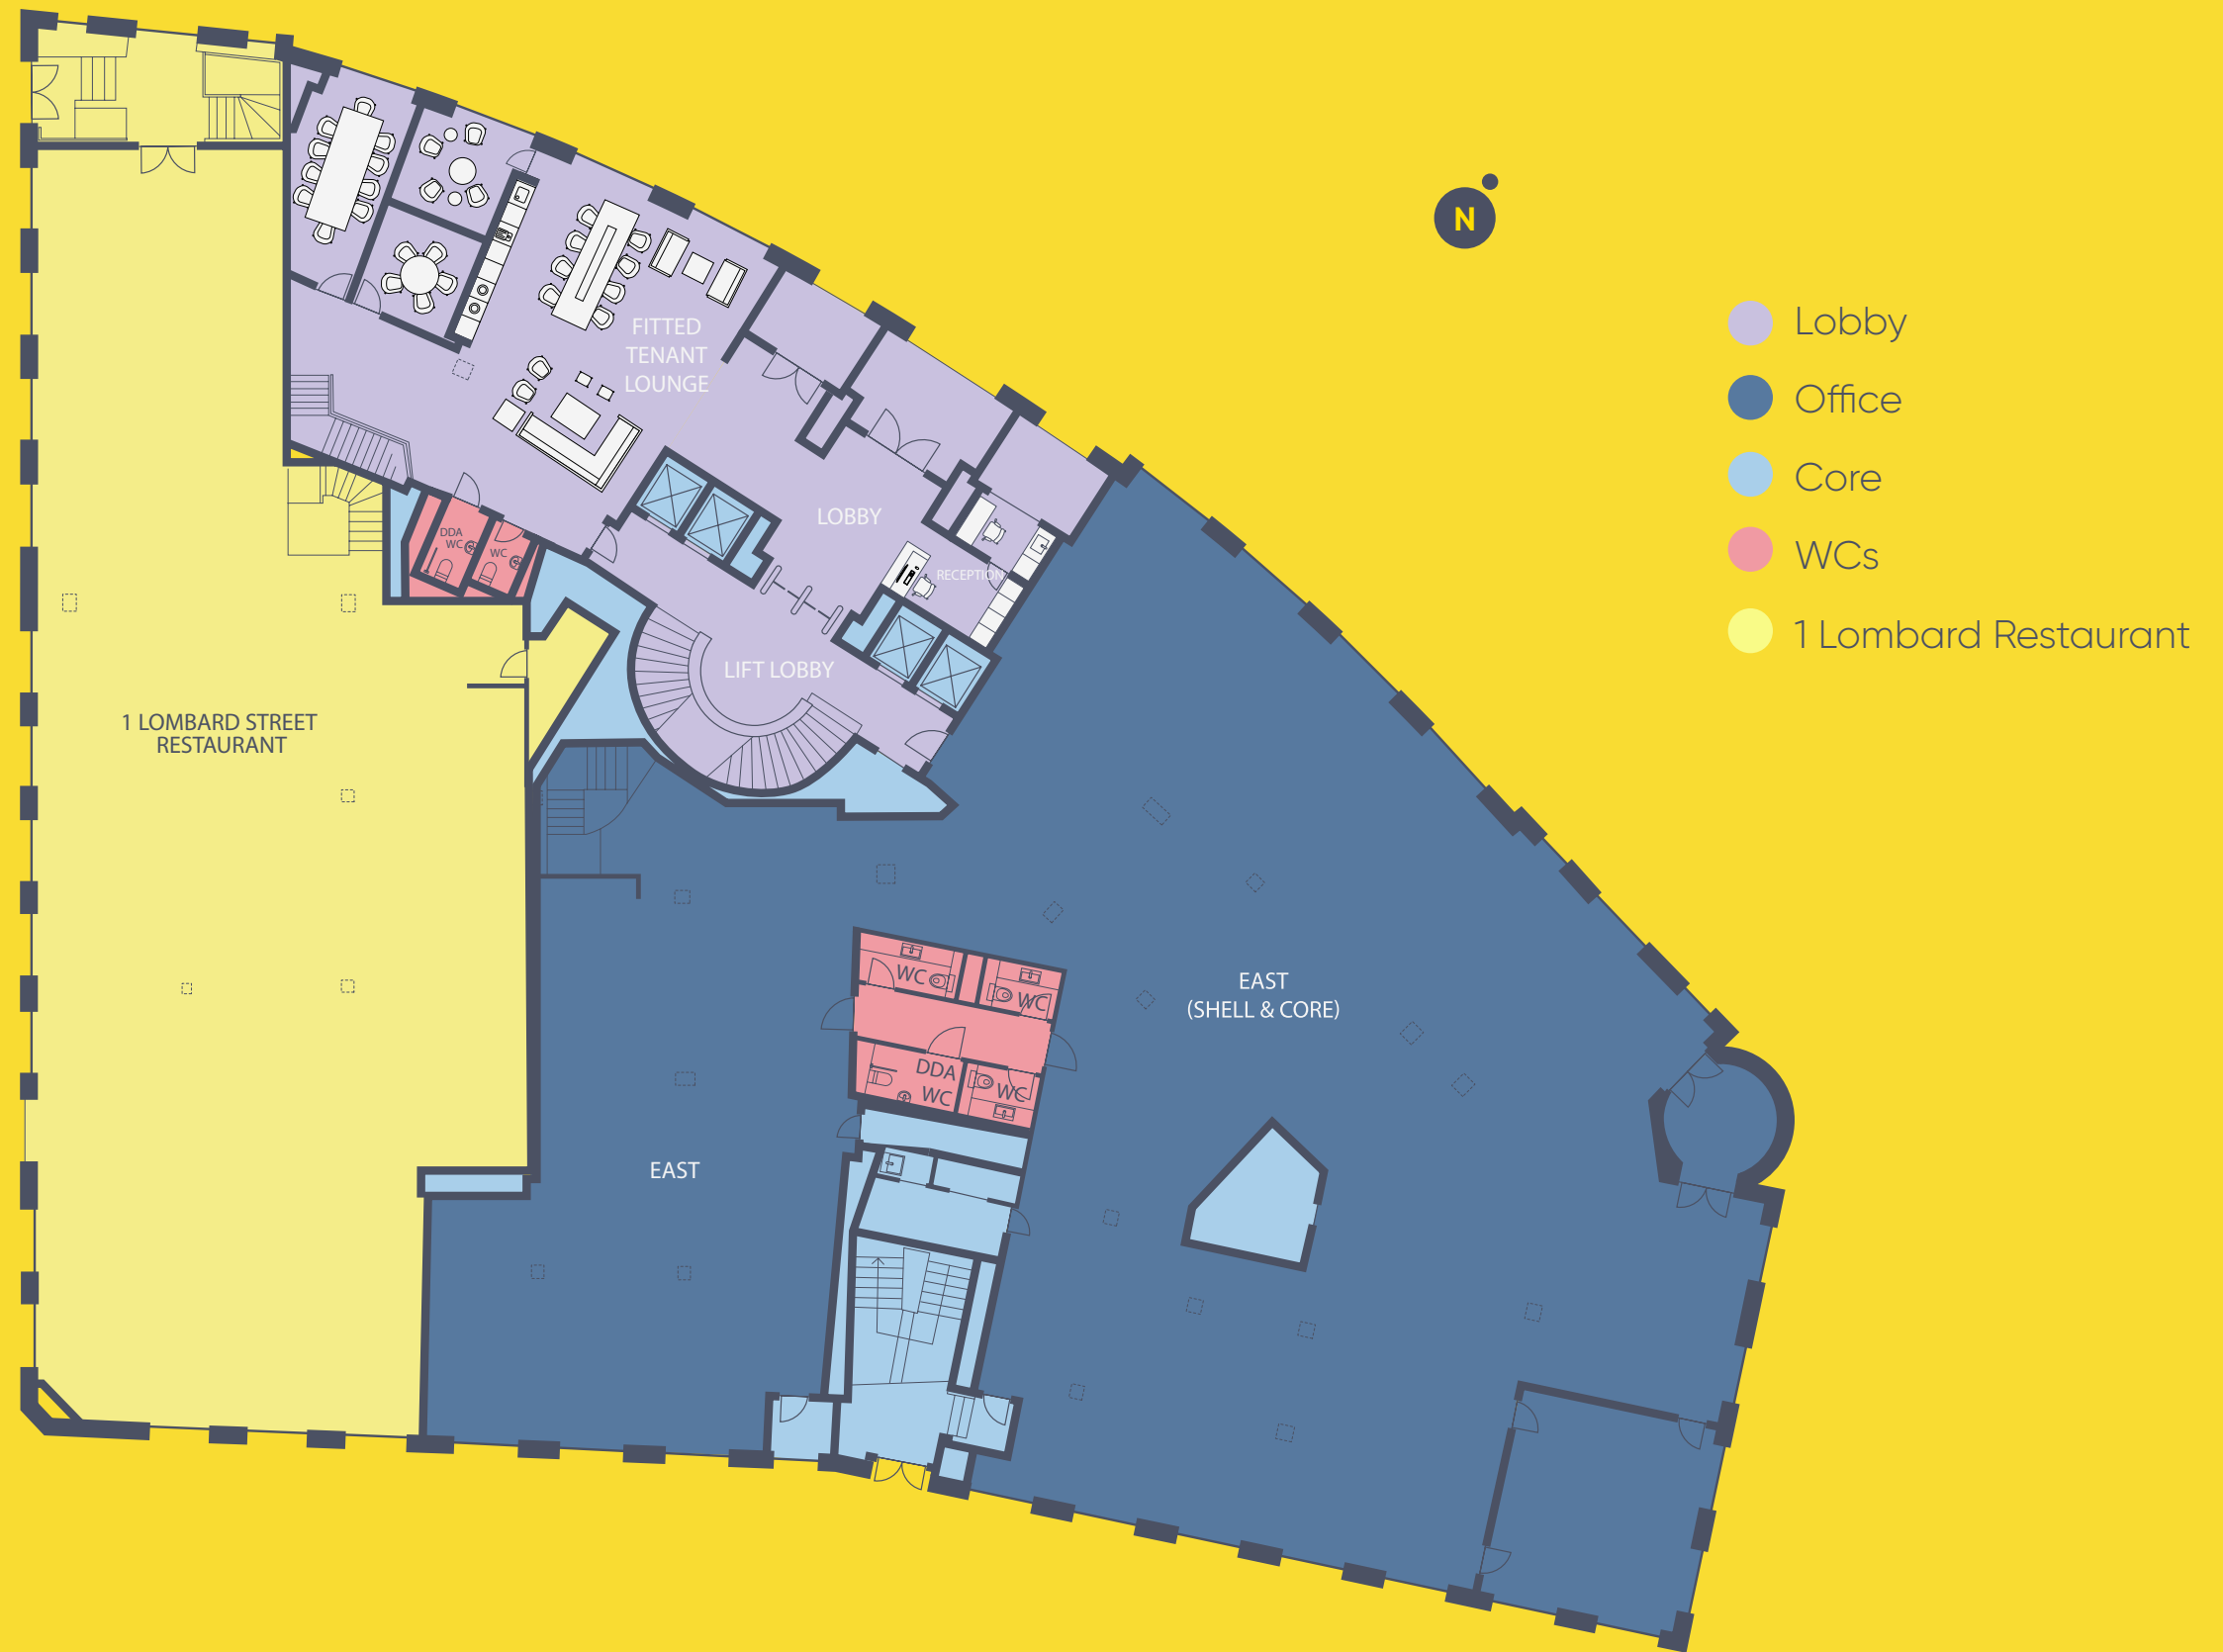 N
Lobby
Office
Core
WCs
1 Lombard Restaurant
FITTED
TENANT
LOUNGE
LOBBY
RECEPTION
DDA
WC
WC
LIFT LOBBY
1 LOMBARD STREET
RESTAURANT
WC
WC
DDA
WC
WC
EAST
(SHELL & CORE)
EAST